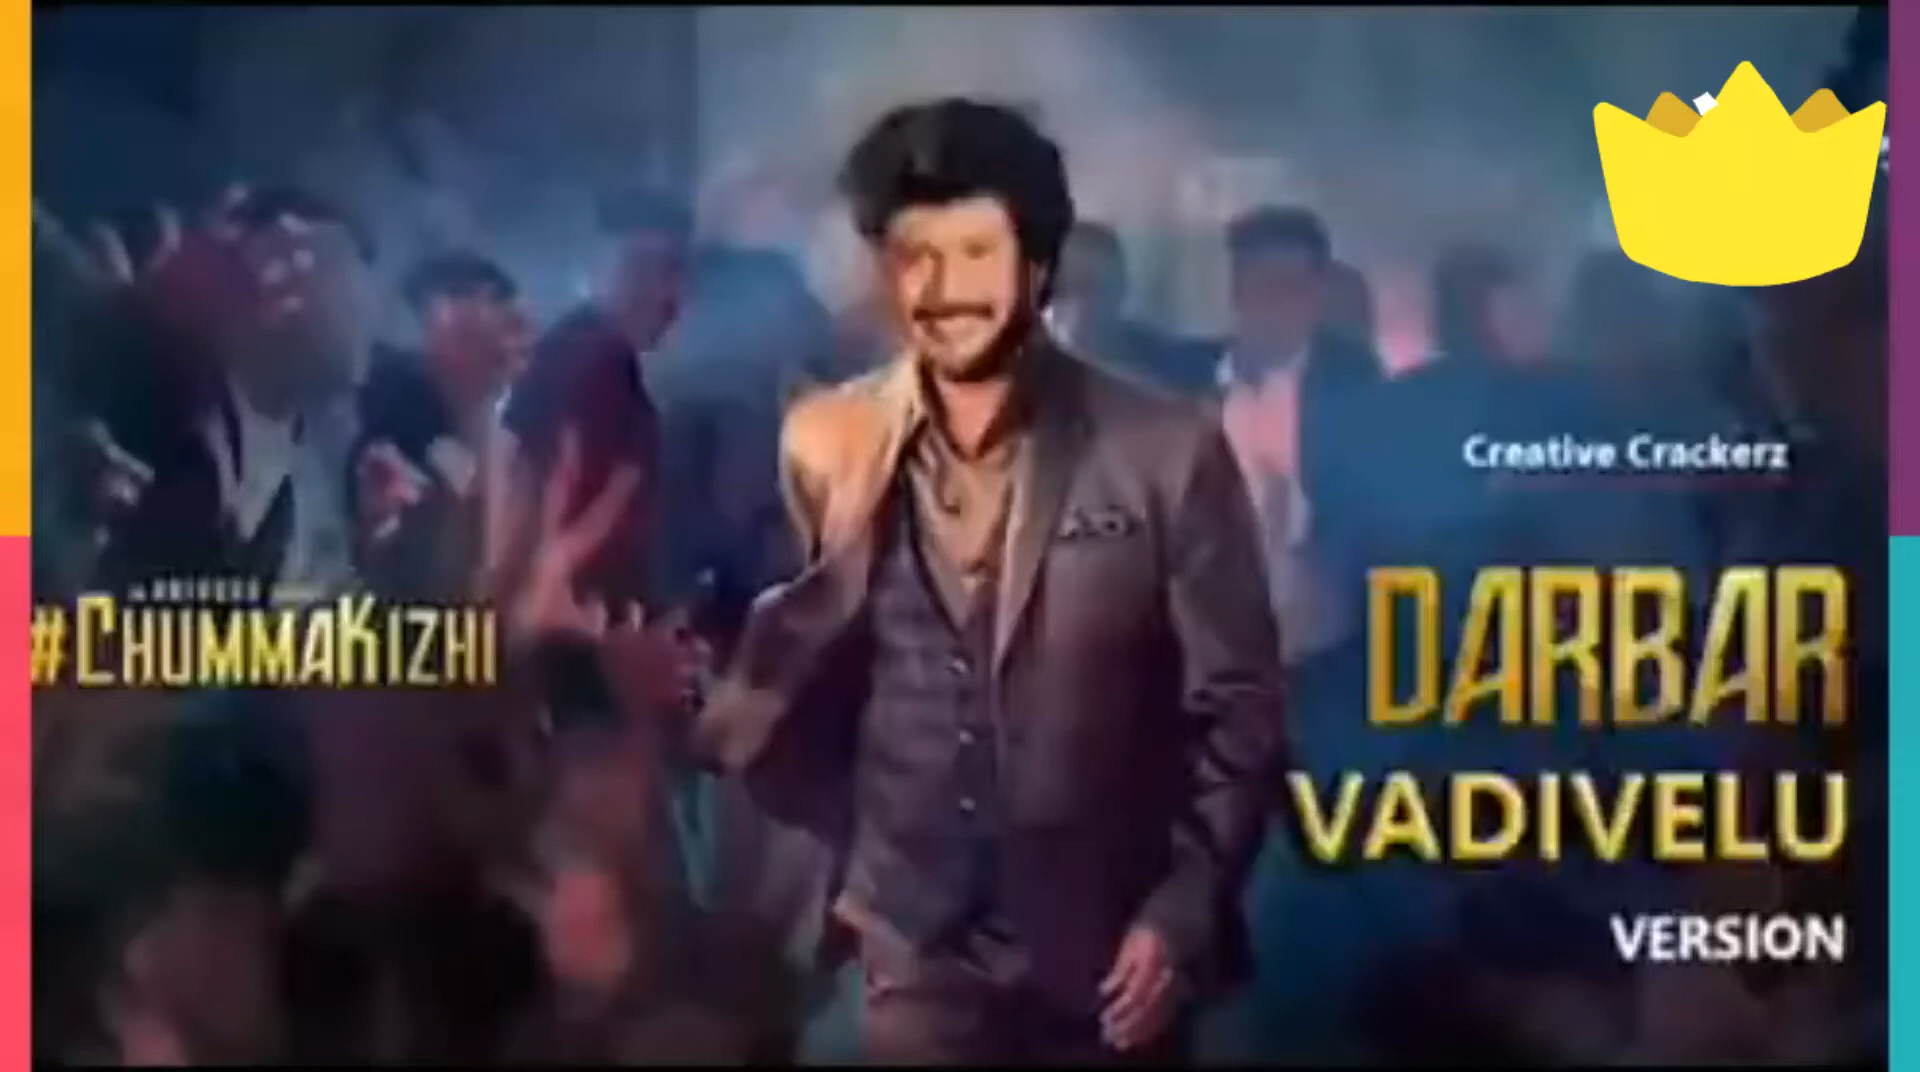 #CHUMMAKIZHI
Creative Crackerz
DARBAR
VADIVELU
VERSION